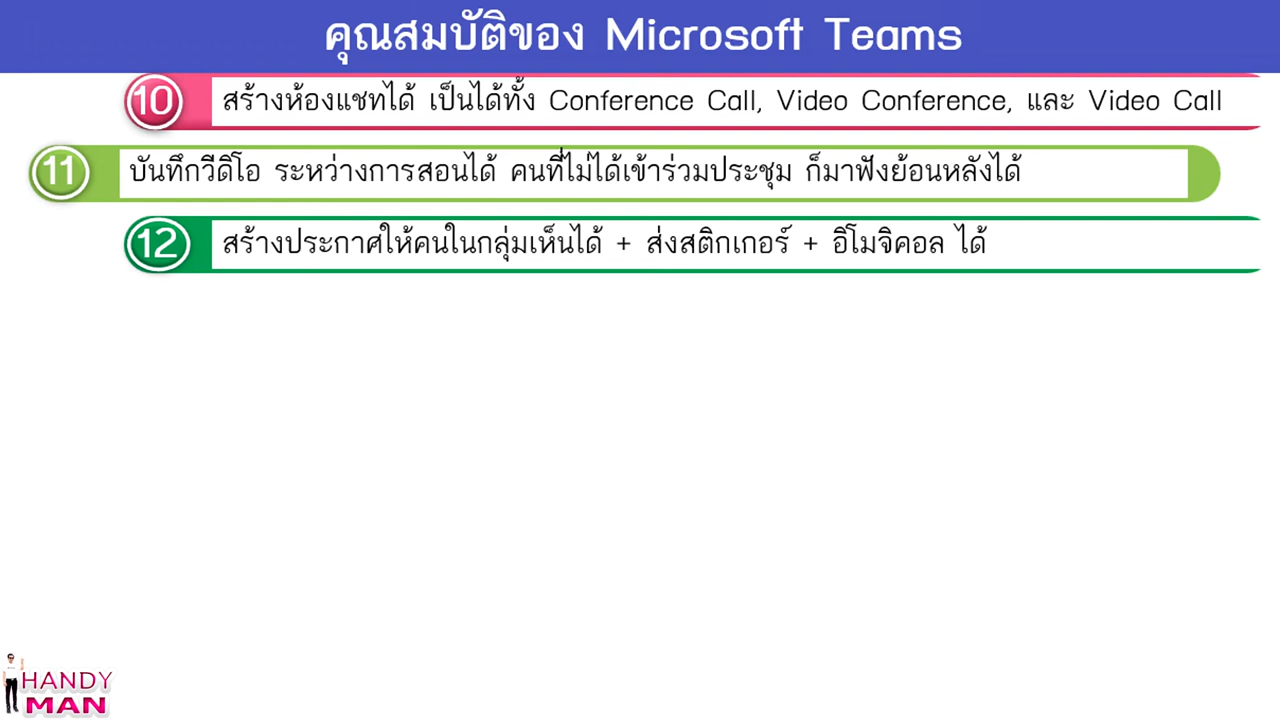 คุณสมบัติของ Microsoft Teams
10 สร้างห้องแชทได้ เป็นได้ทั้ง Conference Call, Video Conference, และ Video Call
11 บันทึกวีดิโอ ระหว่างการสอนได้ คนที่ไม่ได้เข้าร่วมประชุม ก็มาฟังย้อนหลังได้
12 สร้างประกาศให้คนในกลุ่มเห็นได้ + ส่งสติกเกอร์ + อิโมจิคอล ได้
HANDY
MAN